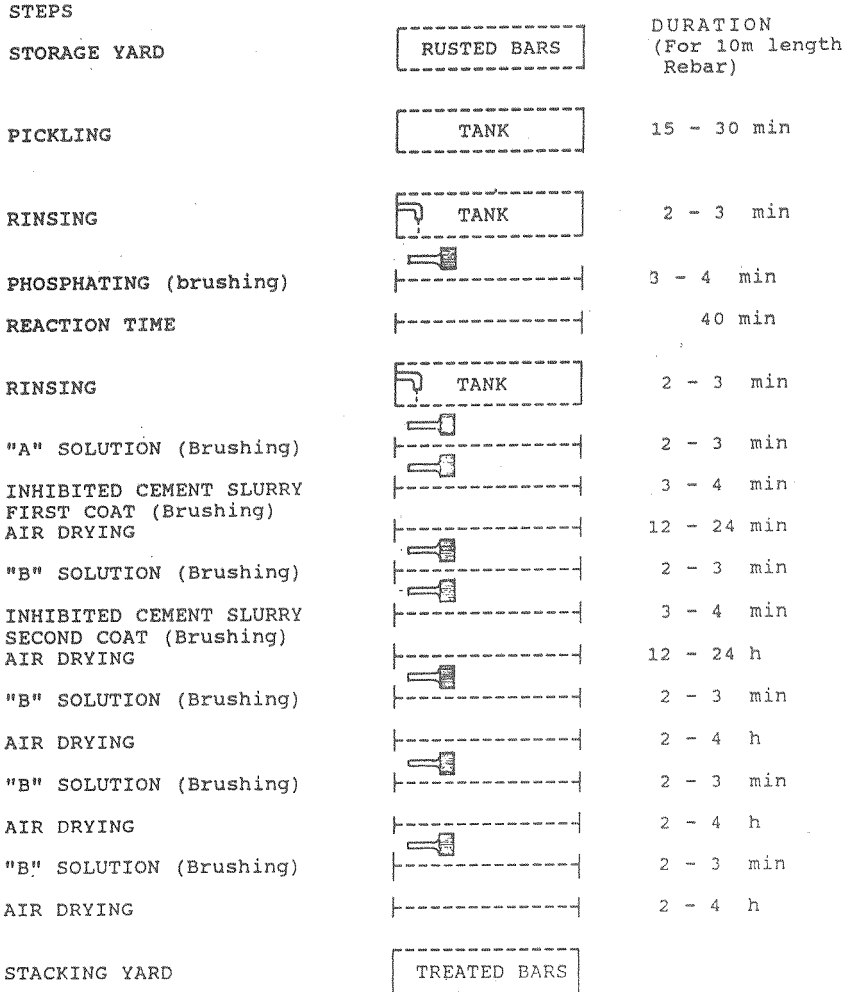 STEPS
DURATION
STORAGE YARD RUSTED BARS (For 10m length
Rebar)
PICKLING TANK 15 - 30 min
RINSING TANK 2 - 3 min
PHOSPHATING (brushing) 3 - 4 min
REACTION TIME 40 min
RINSING TANK 2 - 3 min
"A" SOLUTION (Brushing) 2 - 3 min
INHIBITED CEMENT SLURRY 3 - 4 min
FIRST COAT (Brushing)
AIR DRYING 12 - 24 min
"B" SOLUTION (Brushing) 2 - 3 min
INHIBITED CEMENT SLURRY 3 - 4 min
SECOND COAT (Brushing)
AIR DRYING 12 - 24 h
"B" SOLUTION (Brushing) 2 - 3 min
AIR DRYING 2 - 4 h
"B" SOLUTION (Brushing) 2 - 3 min
AIR DRYING 2 - 4 h
"B" SOLUTION (Brushing) 2 - 3 min
AIR DRYING 2 - 4 h
STACKING YARD TREATED BARS